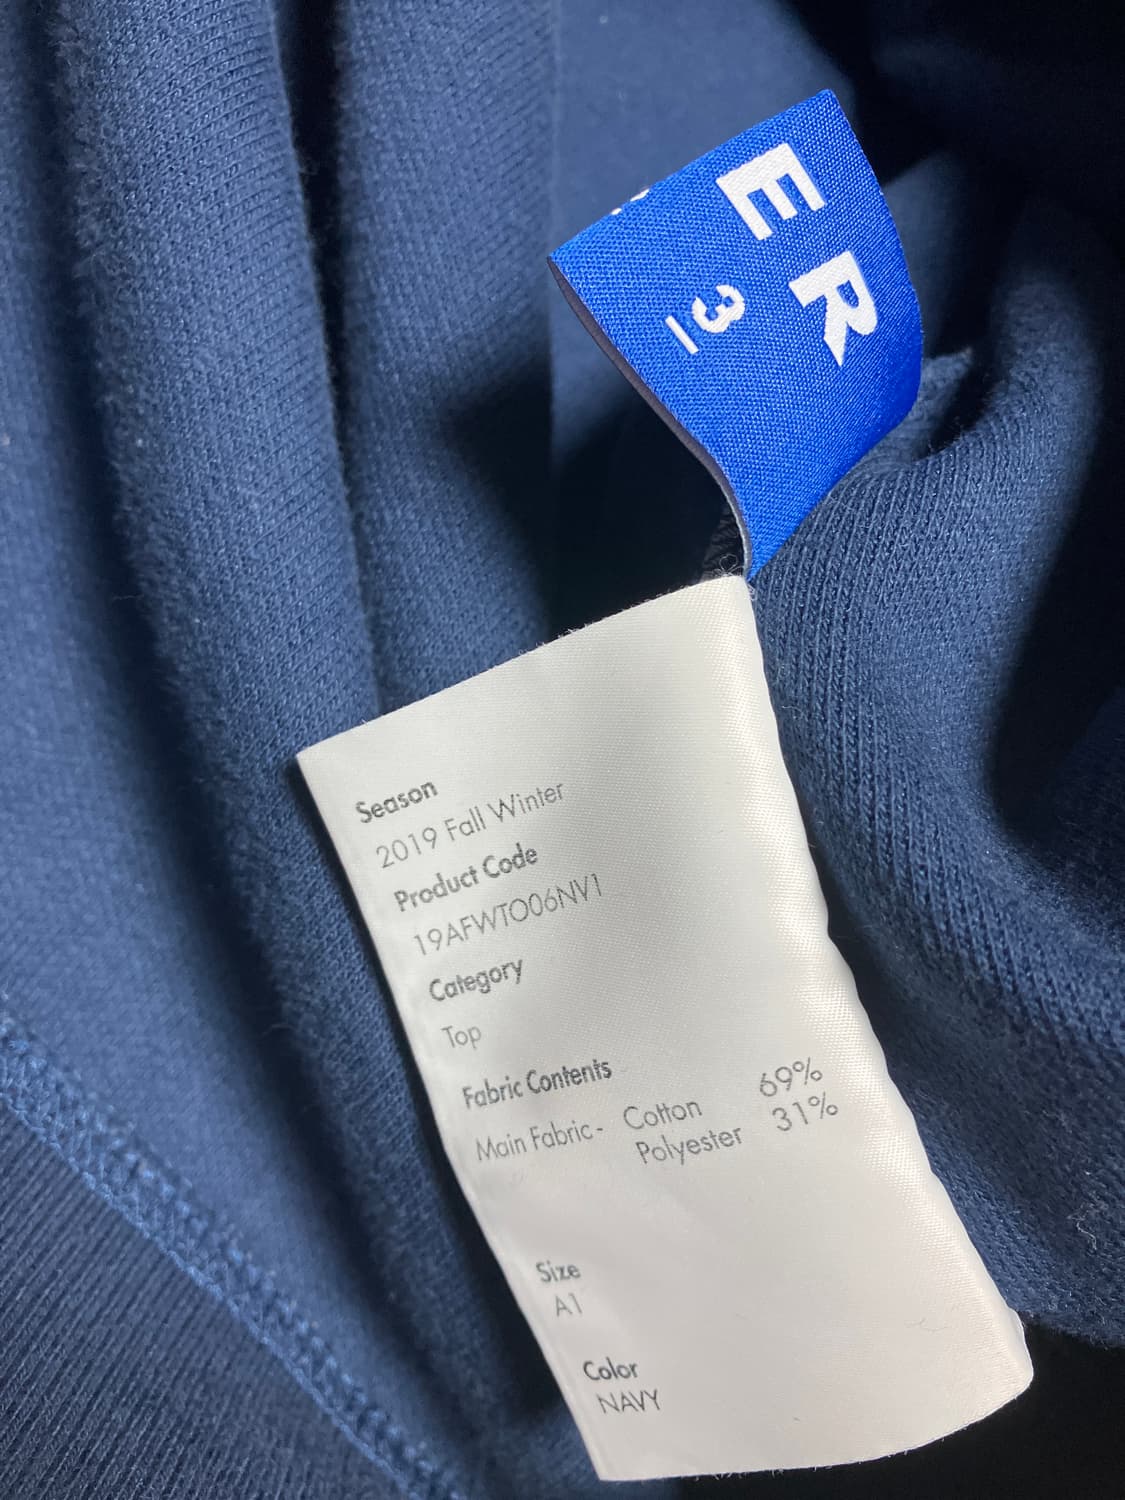 E R
3
Season
2019 Fall Winter
Product Code
19AFWTO06NV1
Category
Top
Fabric Contents
Main Fabric - Cotton 69%
Polyester 31%
Size
A1
Color
NAVY